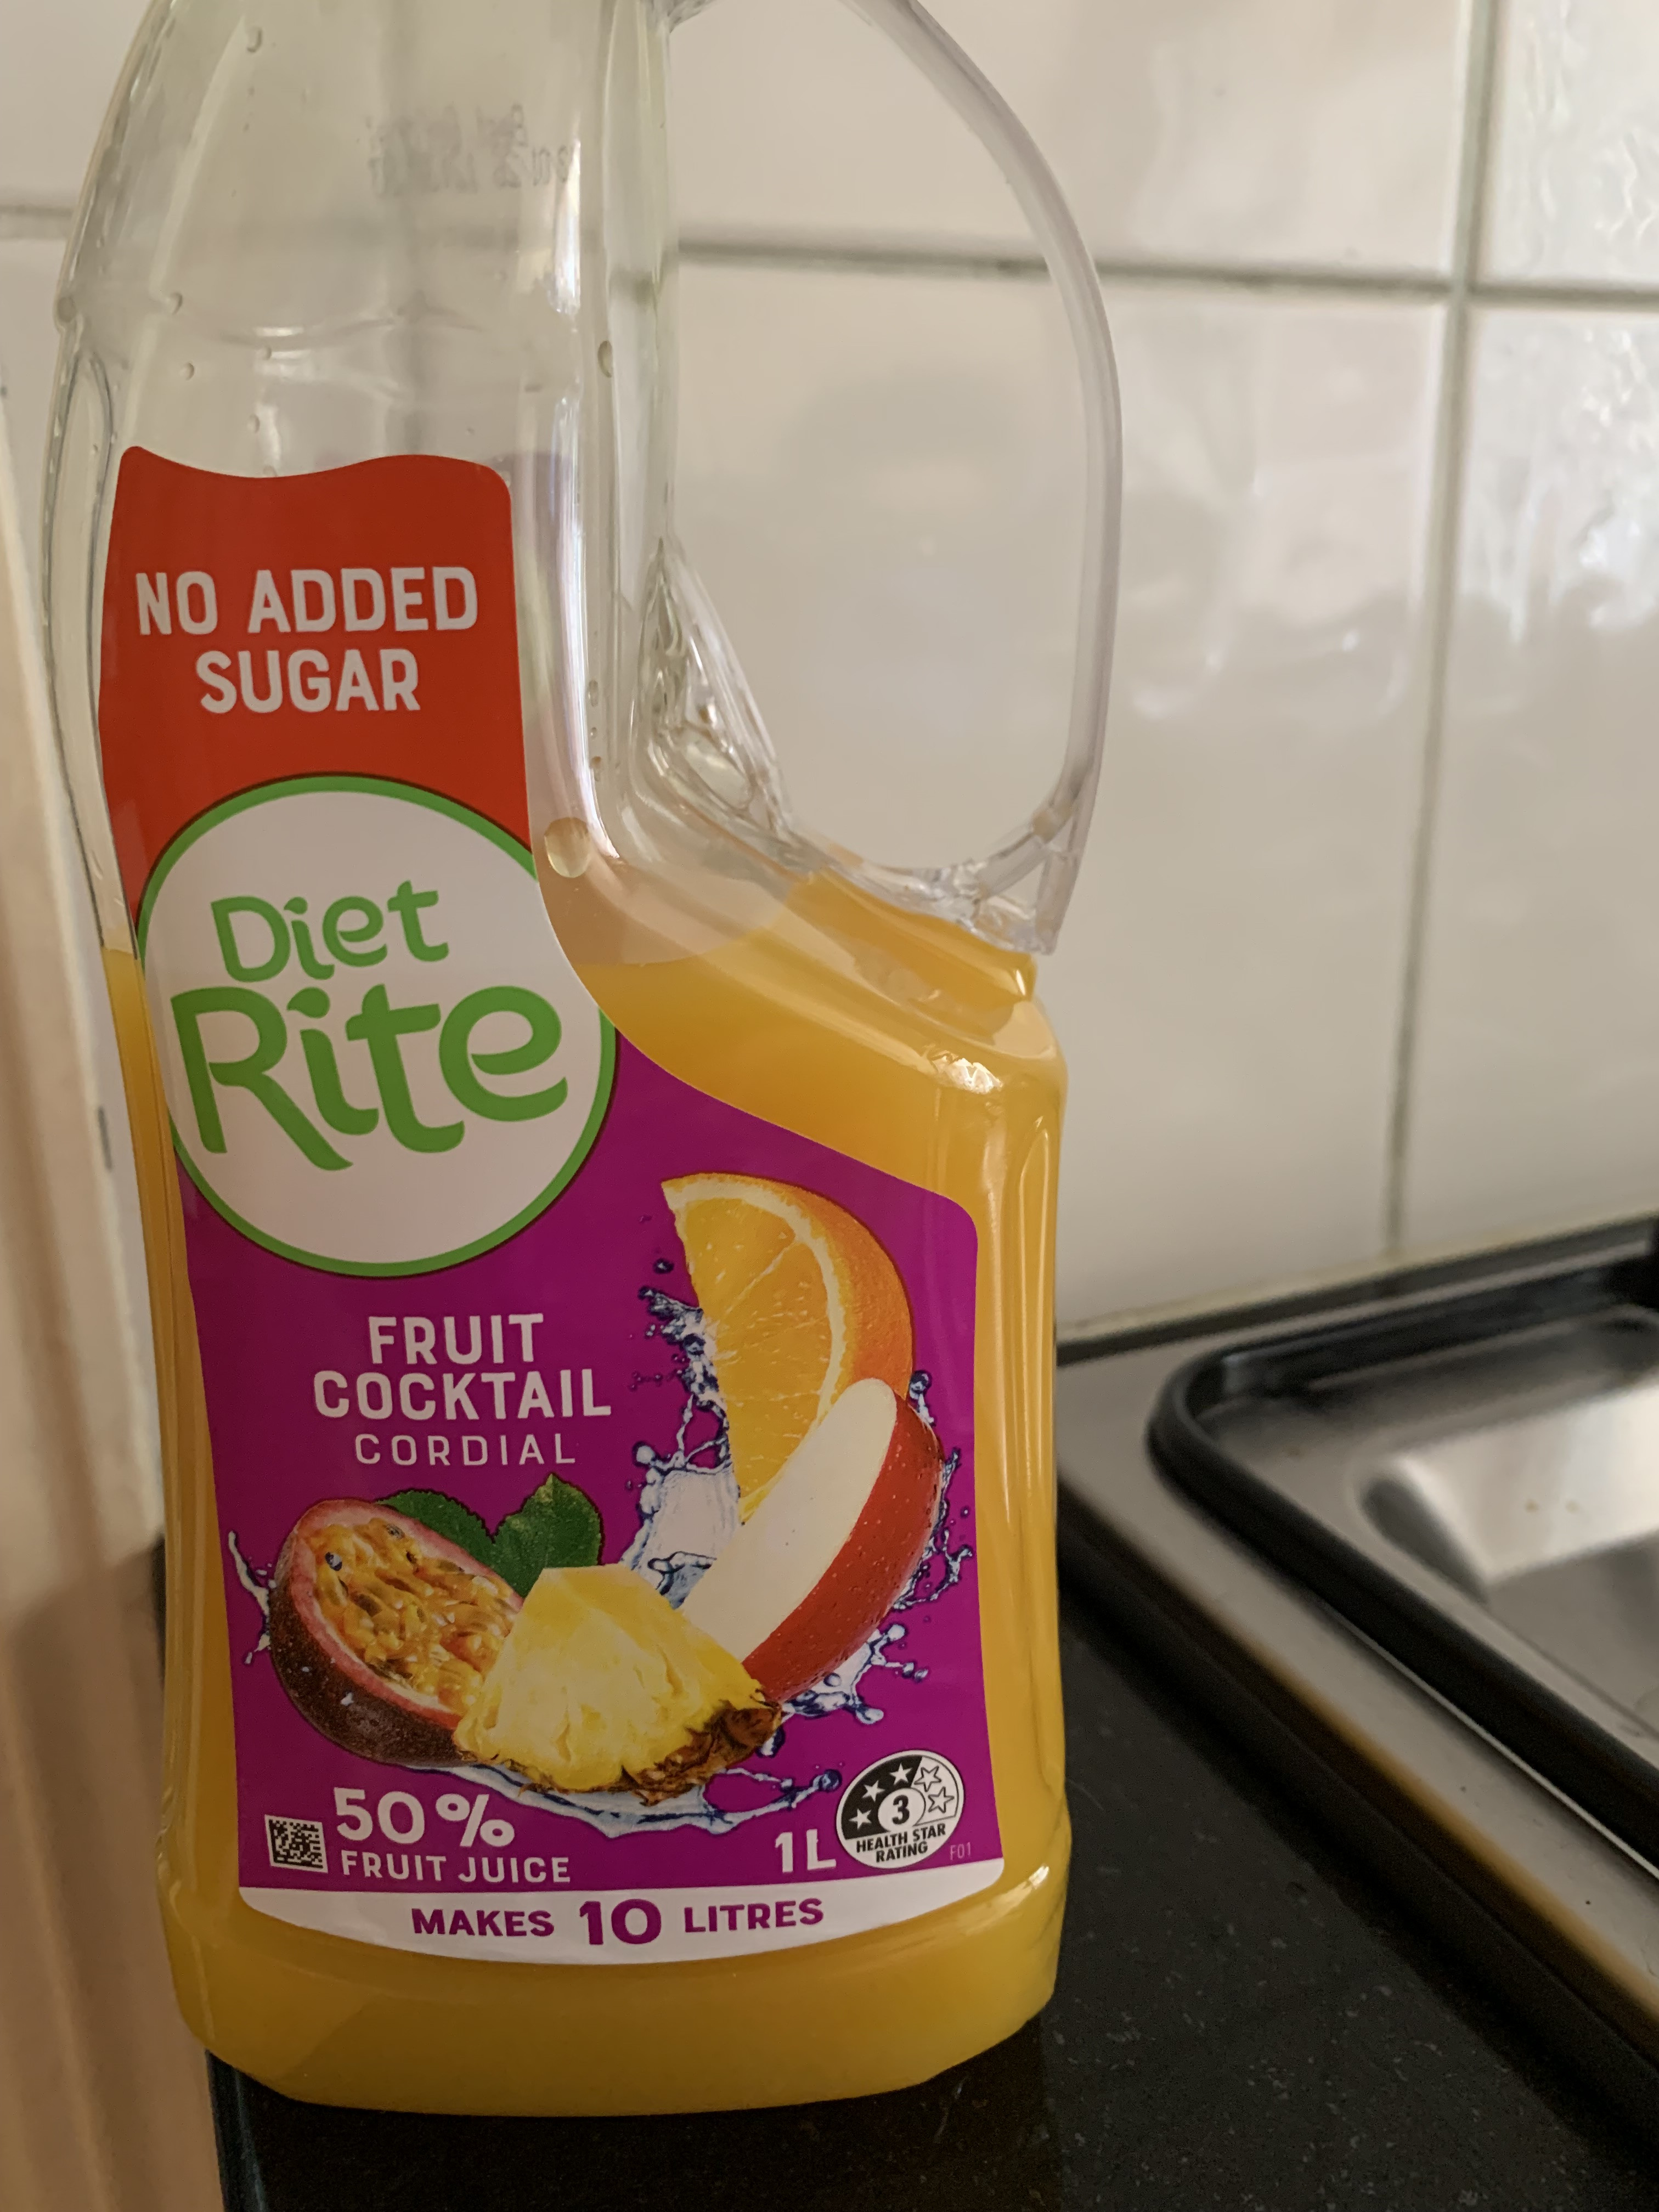 NO ADDED
SUGAR
Diet
Rite
FRUIT
COCKTAIL
CORDIAL
50%
FRUIT JUICE
1L
3
HEALTH STAR
RATING
F01
MAKES 10 LITRES